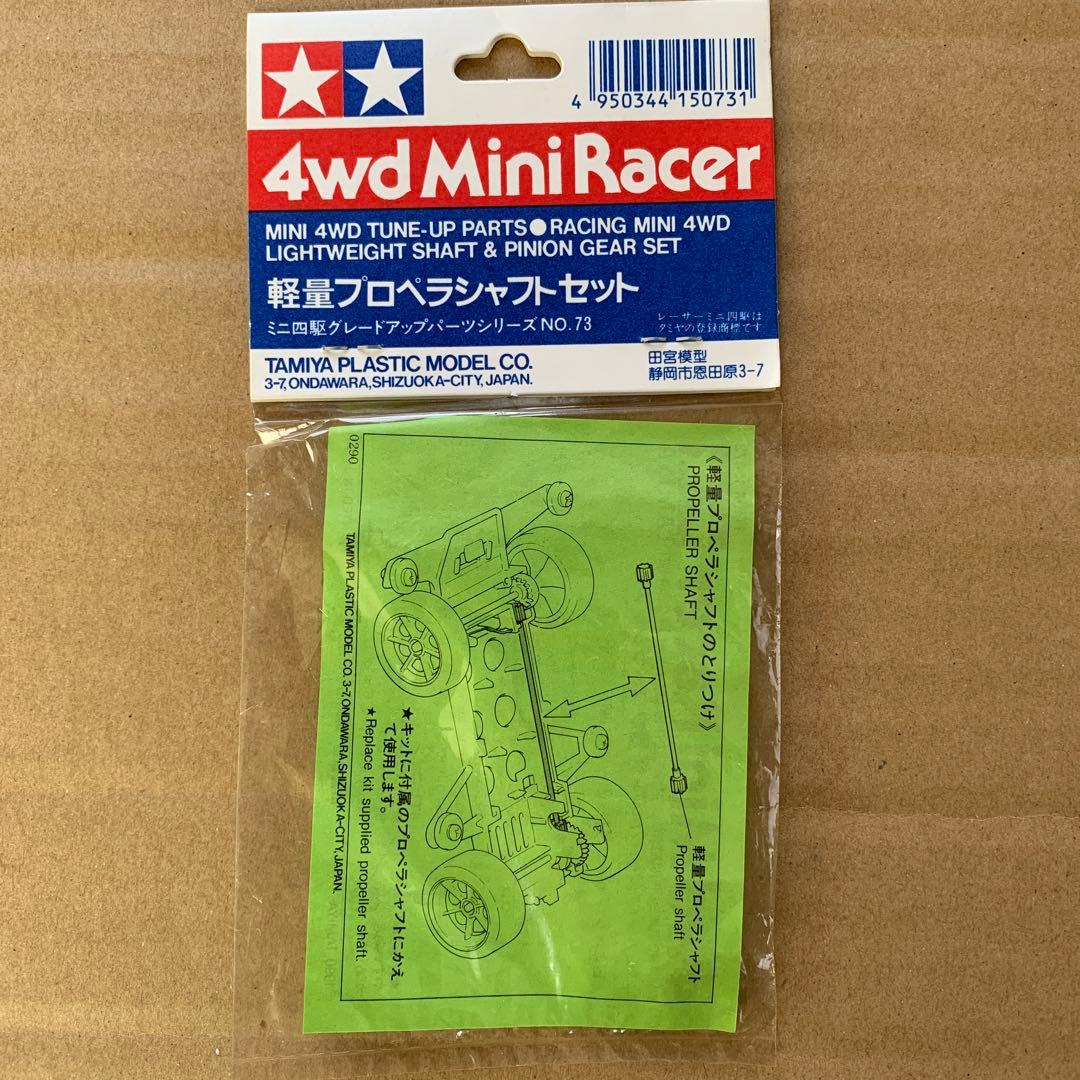 4 950344 150731
4wd Mini Racer
MINI 4WD TUNE-UP PARTS●RACING MINI 4WD
LIGHTWEIGHT SHAFT & PINION GEAR SET
軽量プロペラシャフトセット
ミニ四駆グレードアップパーツシリーズNO.73
レーサーミニ四駆は
タミヤの登録商標です
TAMIYA PLASTIC MODEL CO.
3-7, ONDAWARA, SHIZUOKA-CITY, JAPAN.
田宮模型
静岡市恩田原3-7
《軽量プロペラシャフトのとりつけ》
PROPELLER SHAFT
軽量プロペラシャフト
Propeller shaft
★キットに付属のプロペラシャフトにかえ
て使用します。
★Replace kit supplied propeller shaft.
0290
TAMIYA PLASTIC MODEL CO. 3-7, ONDAWARA, SHIZUOKA-CITY, JAPAN.